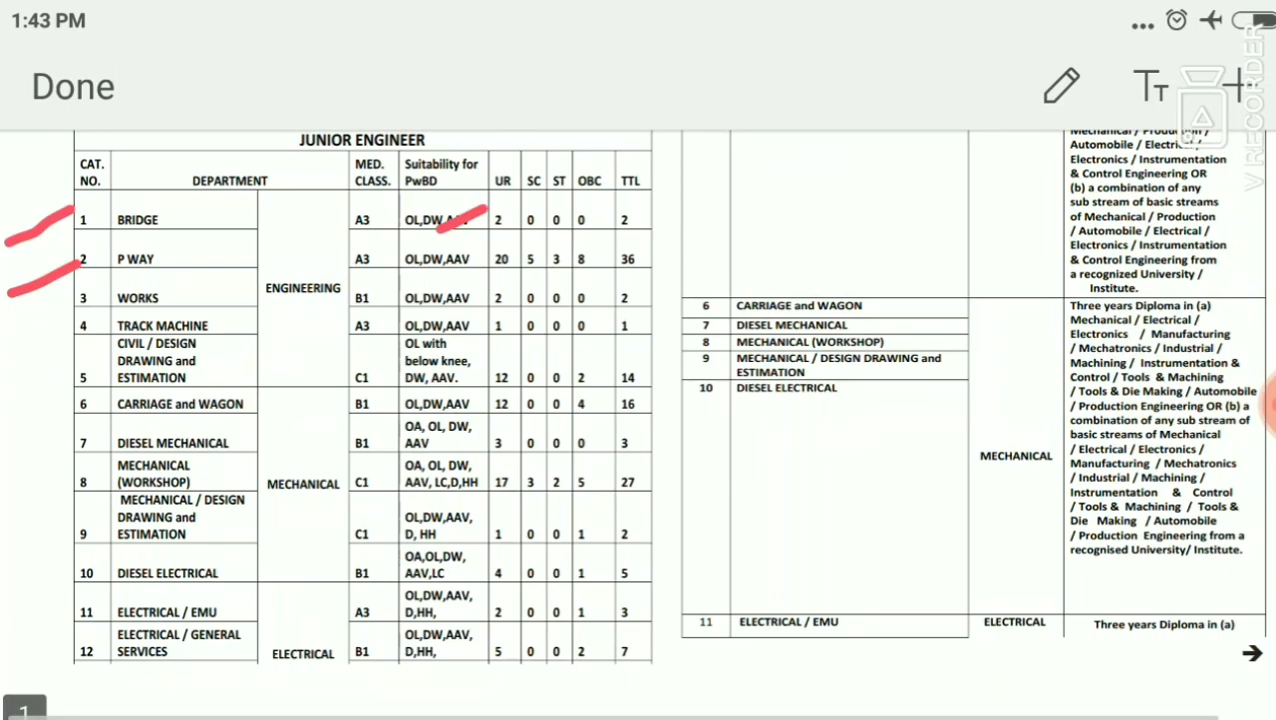 1:43 PM
Done
V RECORDER
JUNIOR ENGINEER
CAT. NO. DEPARTMENT MED. CLASS. Suitability for PwBD UR SC ST OBC TTL
1 BRIDGE A3 OL,DW, 2 0 0 0 2
2 P WAY A3 OL,DW,AAV 20 5 3 8 36
ENGINEERING
3 WORKS B1 OL,DW,AAV 2 0 0 0 2
4 TRACK MACHINE A3 OL,DW,AAV 1 0 0 0 1
5 CIVIL / DESIGN DRAWING and ESTIMATION C1 OL with below knee, DW, AAV. 12 0 0 2 14
6 CARRIAGE and WAGON B1 OL,DW,AAV 12 0 0 4 16
7 DIESEL MECHANICAL B1 OA, OL, DW, AAV 3 0 0 0 3
8 MECHANICAL (WORKSHOP) MECHANICAL C1 OA, OL, DW, AAV, LC,D,HH 17 3 2 5 27
9 MECHANICAL / DESIGN DRAWING and ESTIMATION C1 OL,DW,AAV, D, HH 1 0 0 1 2
10 DIESEL ELECTRICAL B1 OA,OL,DW, AAV,LC 4 0 0 1 5
11 ELECTRICAL / EMU A3 OL,DW,AAV, D,HH, 2 0 0 1 3
12 ELECTRICAL / GENERAL SERVICES ELECTRICAL B1 OL,DW,AAV, D,HH, 5 0 0 2 7
Mechanical / Production /
Automobile / Electrical /
Electronics / Instrumentation
& Control Engineering OR
(b) a combination of any
sub stream of basic streams
of Mechanical / Production
/ Automobile / Electrical /
Electronics / Instrumentation
& Control Engineering from
a recognized University /
Institute.
6 CARRIAGE and WAGON
7 DIESEL MECHANICAL
8 MECHANICAL (WORKSHOP)
9 MECHANICAL / DESIGN DRAWING and
ESTIMATION
10 DIESEL ELECTRICAL
MECHANICAL
Three years Diploma in (a)
Mechanical / Electrical /
Electronics / Manufacturing
/ Mechatronics / Industrial /
Machining / Instrumentation &
Control / Tools & Machining
/ Tools & Die Making / Automobile
/ Production Engineering OR (b) a
combination of any sub stream of
basic streams of Mechanical
/ Electrical / Electronics /
Manufacturing / Mechatronics
/ Industrial / Machining /
Instrumentation & Control
/ Tools & Machining / Tools &
Die Making / Automobile
/ Production Engineering from a
recognised University/ Institute.
11 ELECTRICAL / EMU ELECTRICAL Three years Diploma in (a)
1